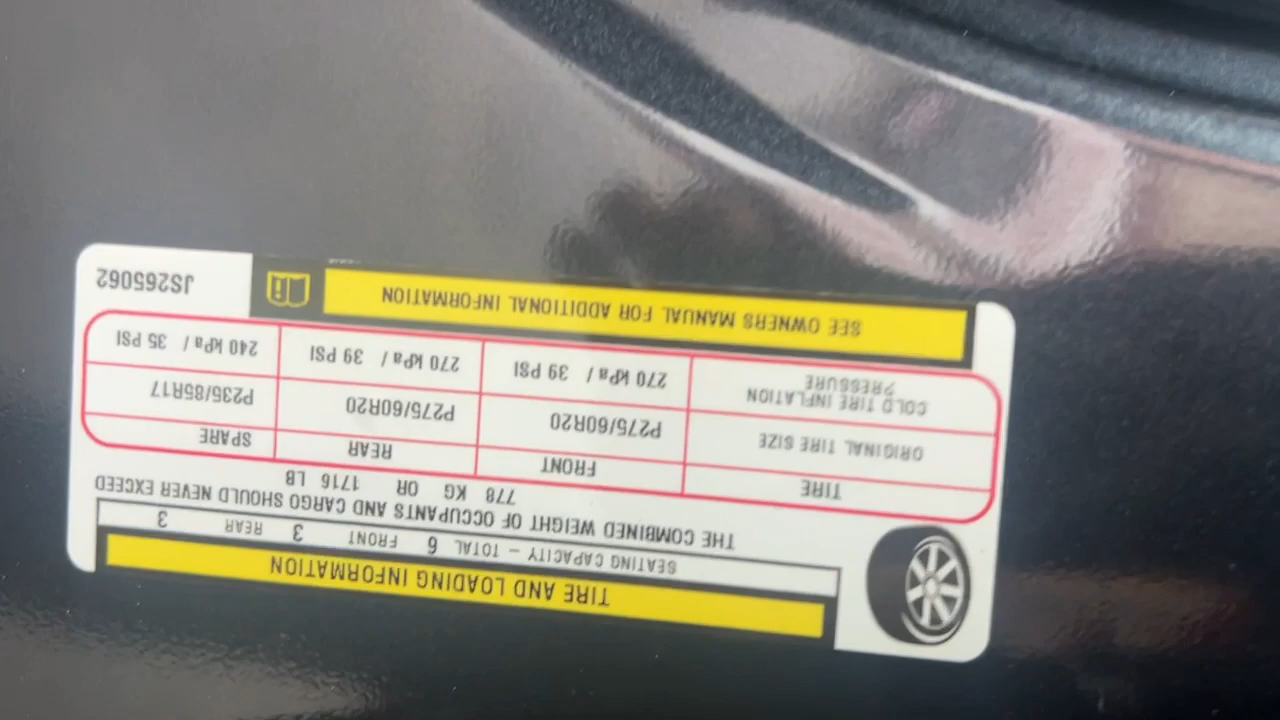 TIRE AND LOADING INFORMATION
SEATING CAPACITY – TOTAL 6 FRONT 3 REAR 3
THE COMBINED WEIGHT OF OCCUPANTS AND CARGO SHOULD NEVER EXCEED
778 KG OR 1716 LB
TIRE FRONT REAR SPARE
ORIGINAL TIRE SIZE P275/60R20 P275/60R20 P235/85R17
COLD TIRE INFLATION PRESSURE 270 kPa / 39 PSI 270 kPa / 39 PSI 240 kPa / 35 PSI
SEE OWNERS MANUAL FOR ADDITIONAL INFORMATION
JS265062